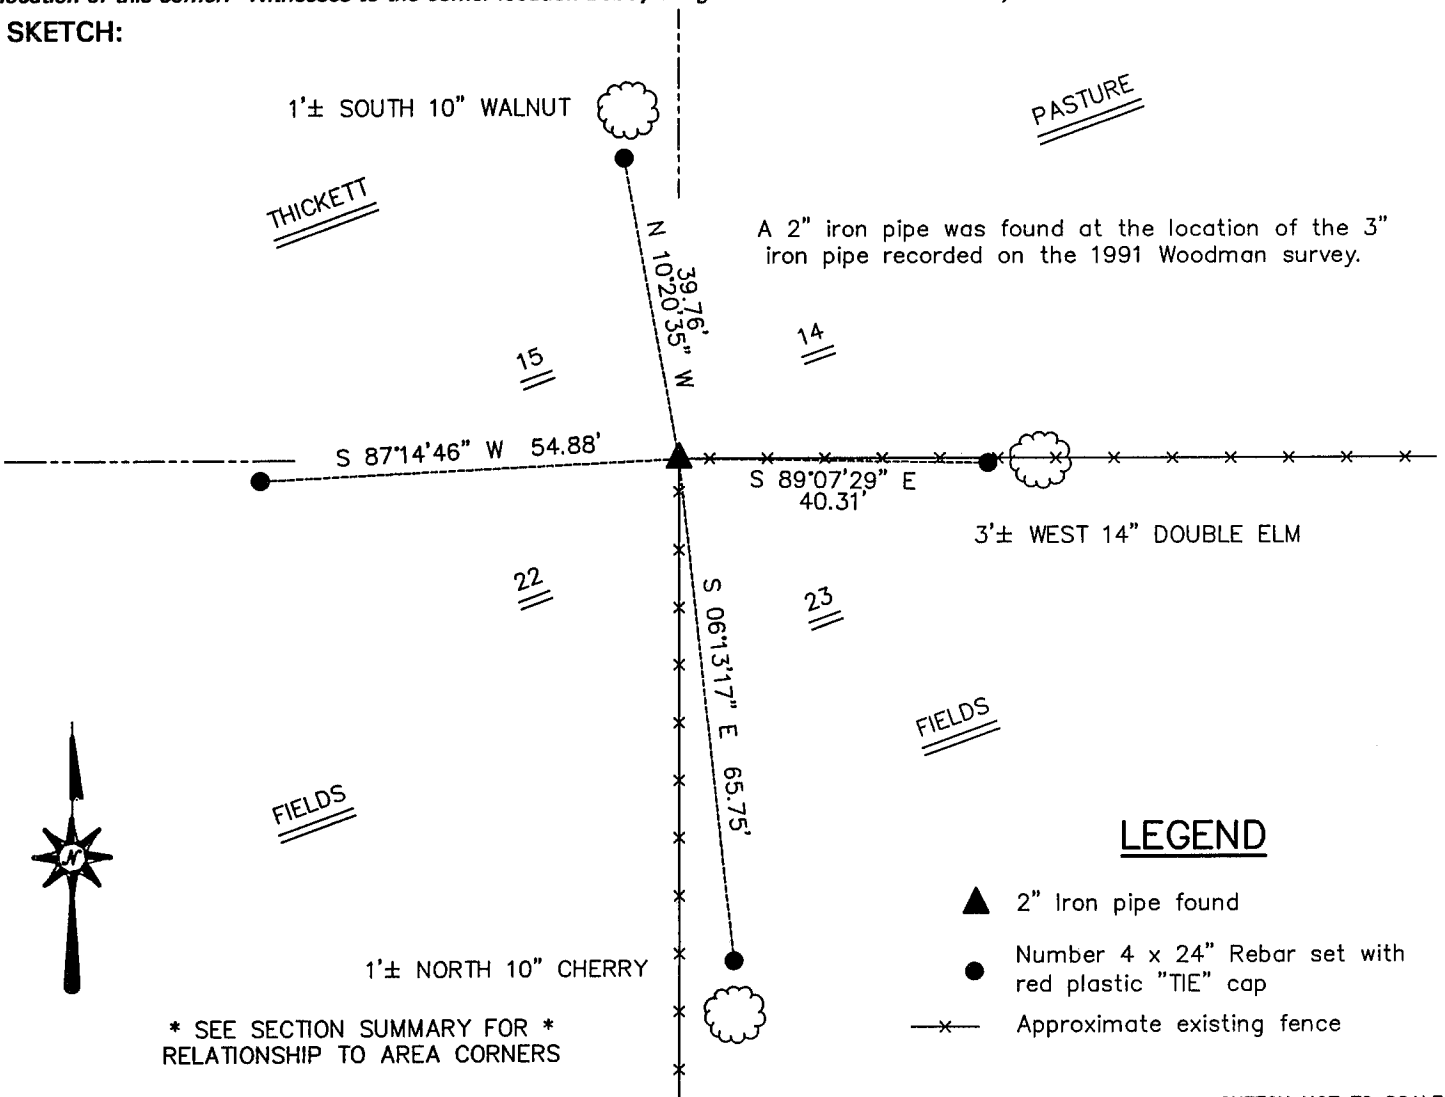 SKETCH:
1'± SOUTH 10" WALNUT
PASTURE
THICKETT
A 2" iron pipe was found at the location of the 3"
iron pipe recorded on the 1991 Woodman survey.
N 10°20'35" W
39.76'
15
14
S 87°14'46" W 54.88'
S 89°07'29" E
40.31'
3'± WEST 14" DOUBLE ELM
22
23
S 06°13'17" E 65.75'
FIELDS
FIELDS
N
LEGEND
2" Iron pipe found
Number 4 x 24" Rebar set with
red plastic "TIE" cap
Approximate existing fence
1'± NORTH 10" CHERRY
* SEE SECTION SUMMARY FOR *
RELATIONSHIP TO AREA CORNERS